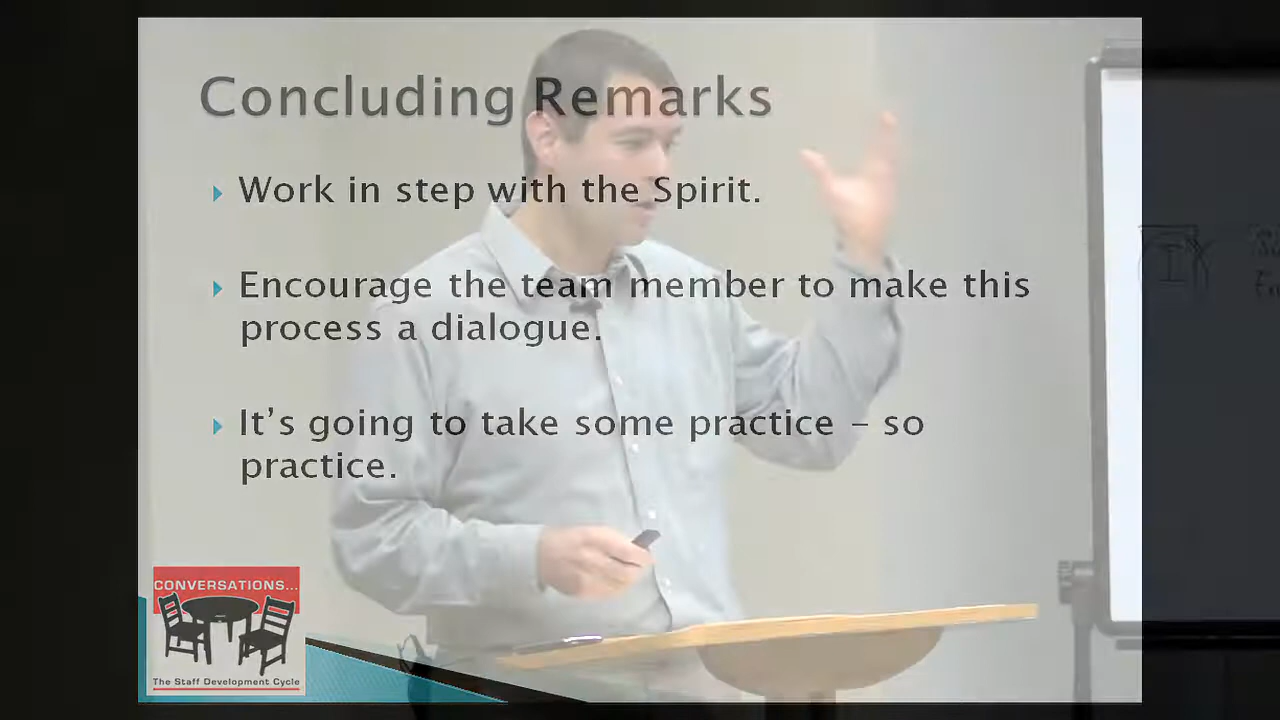 Concluding Remarks
Work in step with the Spirit.
Encourage the team member to make this
process a dialogue.
It's going to take some practice – so
practice.
CONVERSATIONS...
The Staff Development Cycle